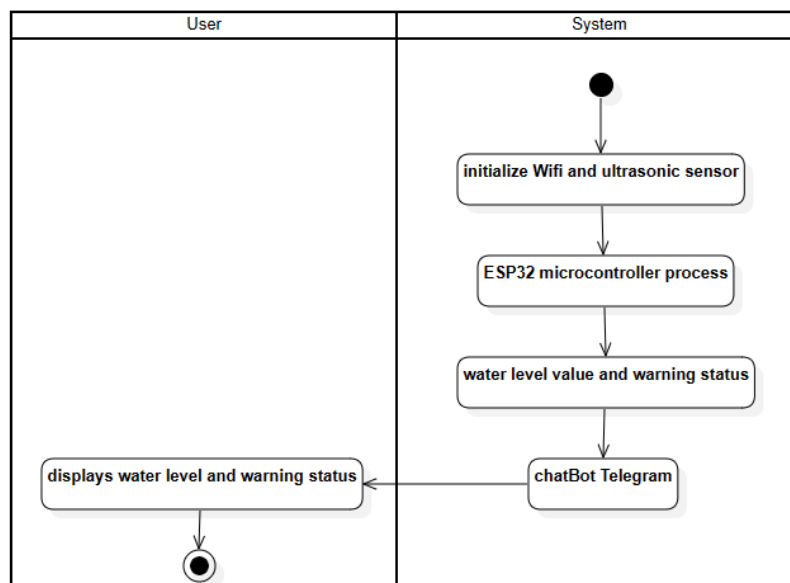 User
System
initialize Wifi and ultrasonic sensor
ESP32 microcontroller process
water level value and warning status
chatBot Telegram
displays water level and warning status